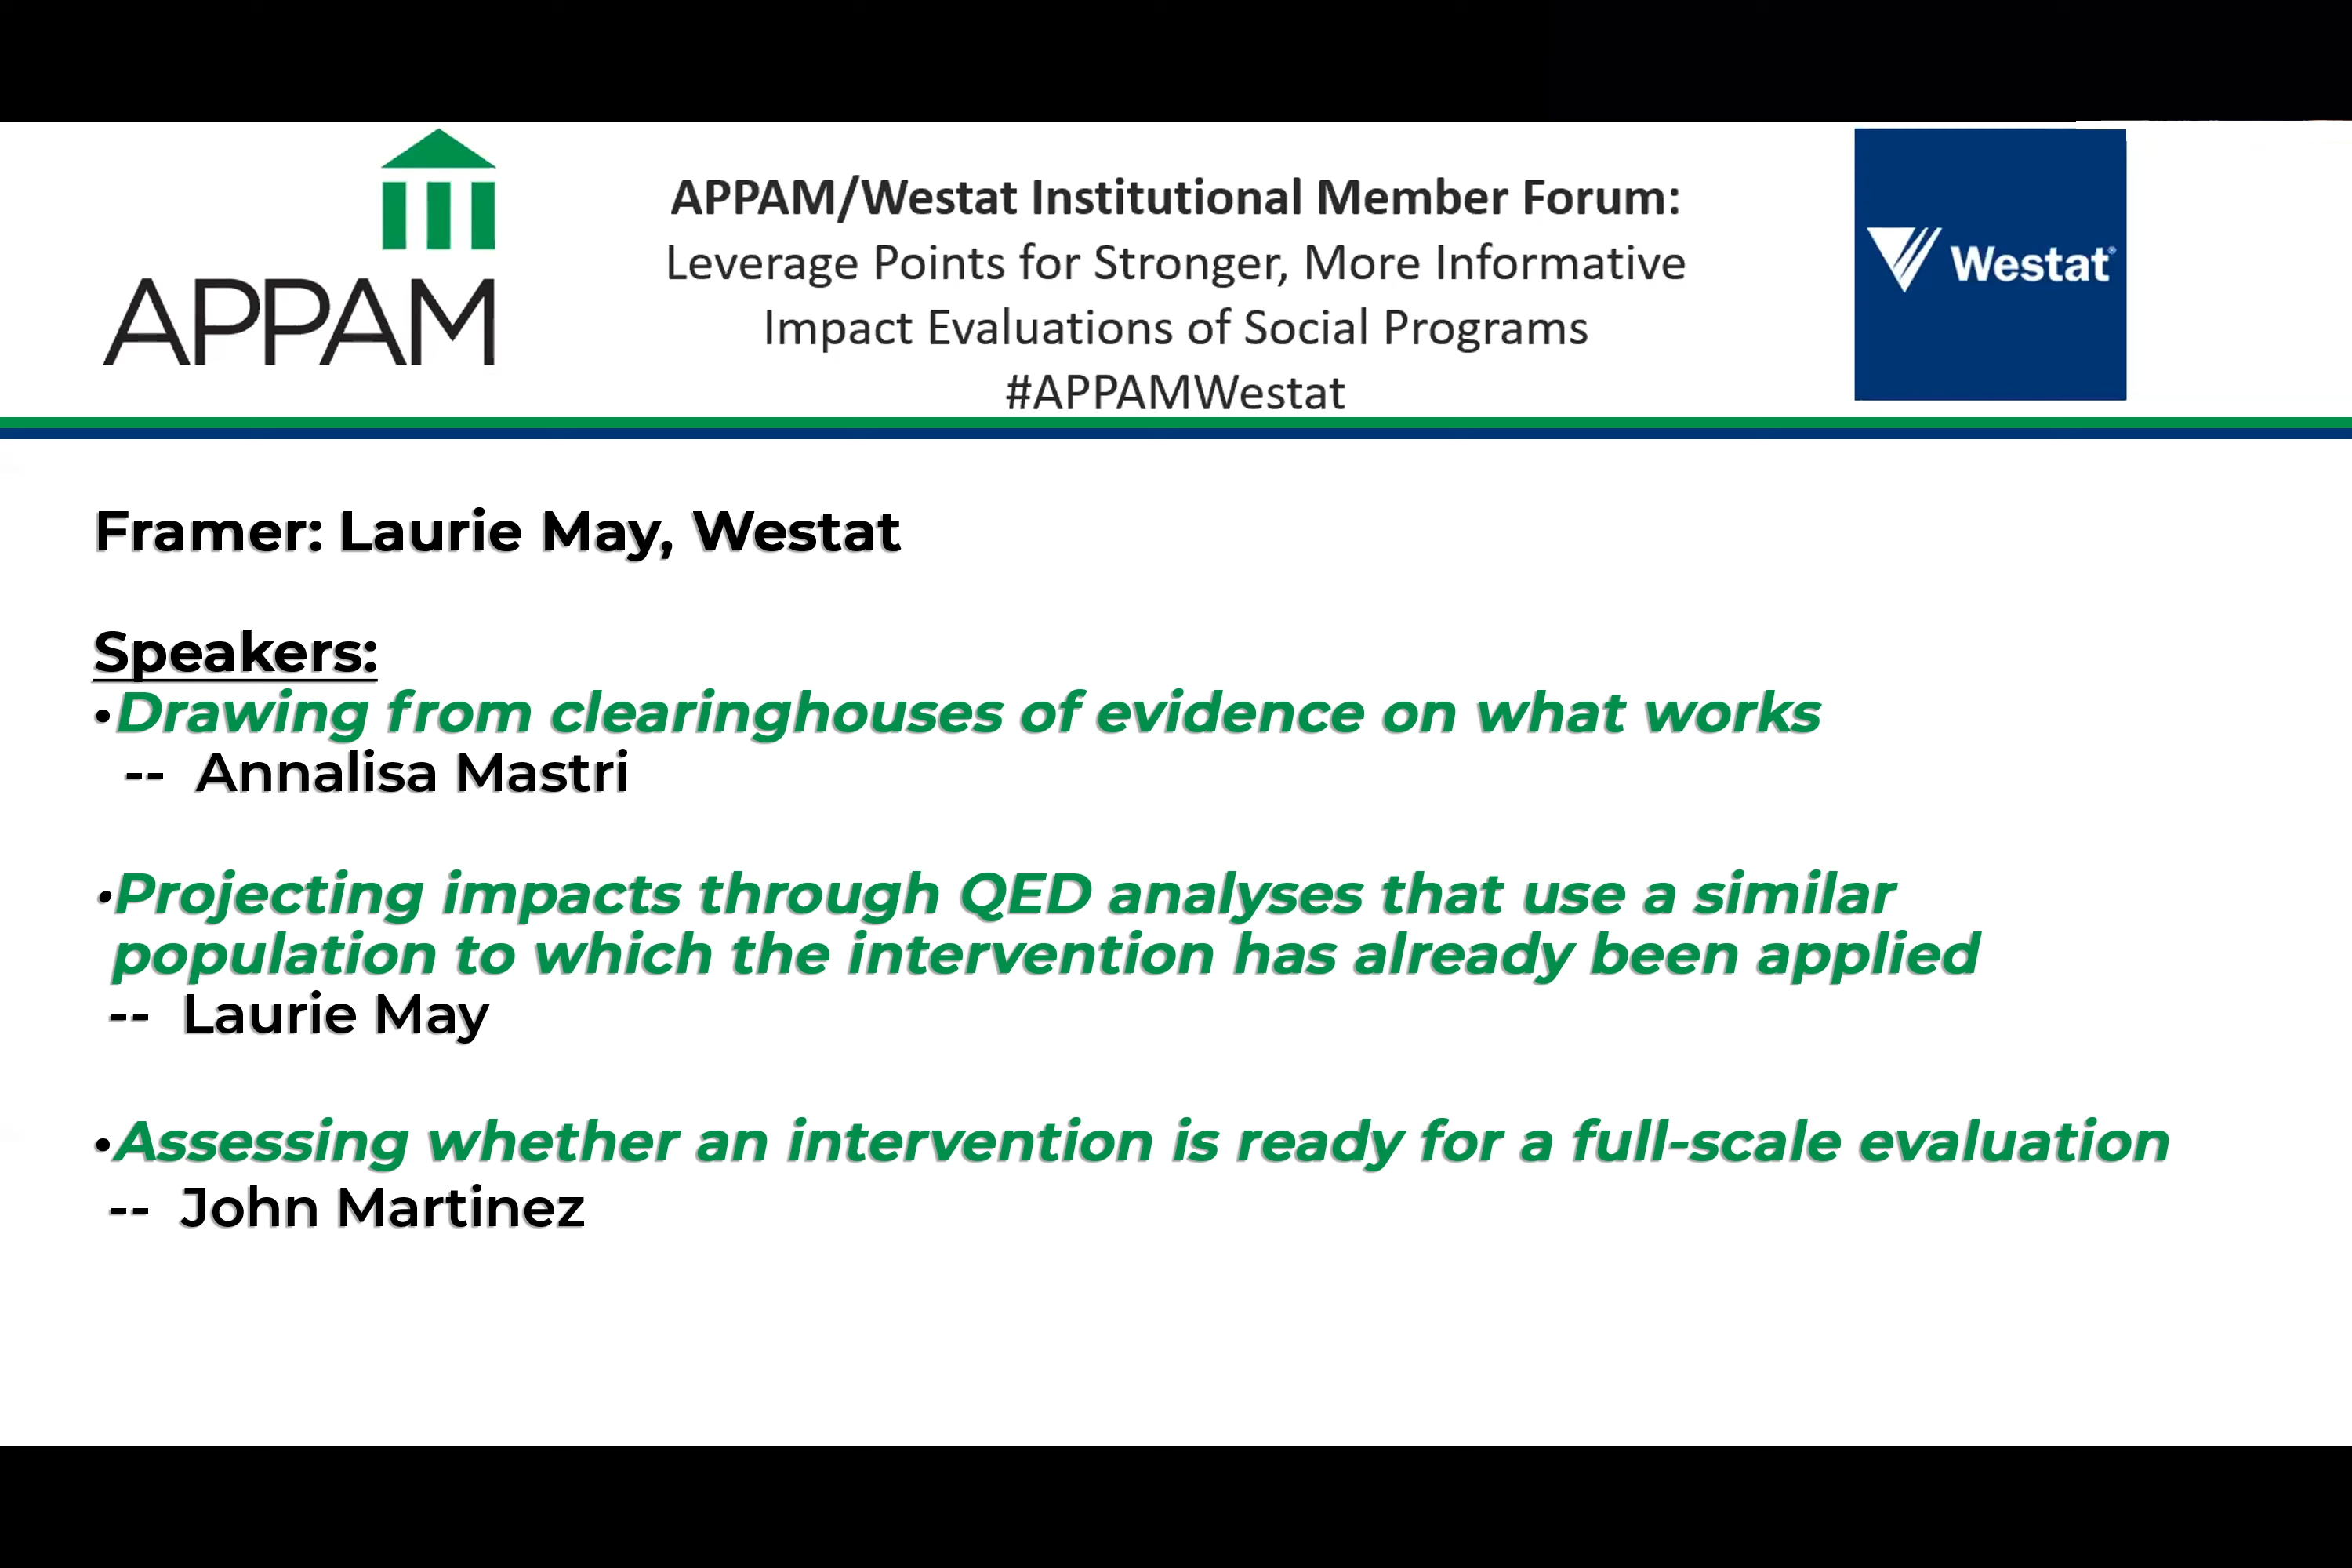 APPAM
APPAM/Westat Institutional Member Forum:
Leverage Points for Stronger, More Informative
Impact Evaluations of Social Programs
#APPAMWestat
Westat®
Framer: Laurie May, Westat
Speakers:
•Drawing from clearinghouses of evidence on what works
-- Annalisa Mastri
•Projecting impacts through QED analyses that use a similar
population to which the intervention has already been applied
-- Laurie May
•Assessing whether an intervention is ready for a full-scale evaluation
-- John Martinez